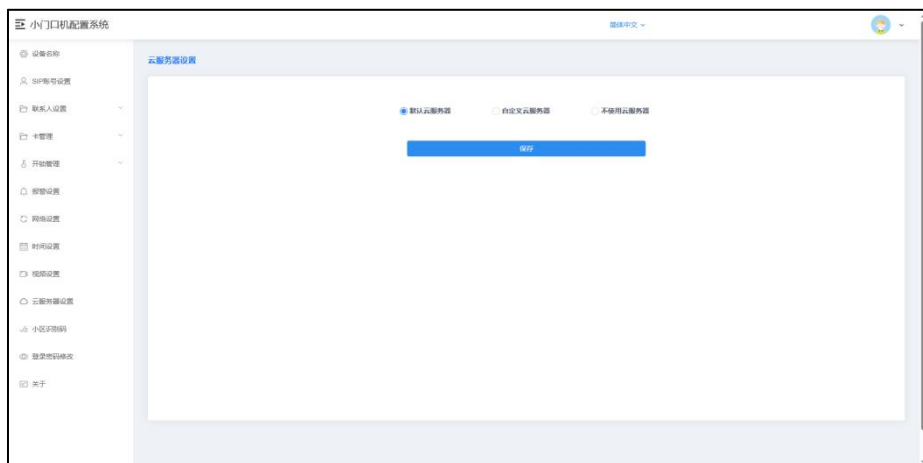 小门口机配置系统
简体中文
设备名称
云服务器设置
SIP账号设置
联系人设置
默认云服务器
自定义云服务器
不使用云服务器
卡管理
保存
开锁管理
报警设置
网络设置
时间设置
视频设置
云服务器设置
小区识别码
登录密码修改
关于